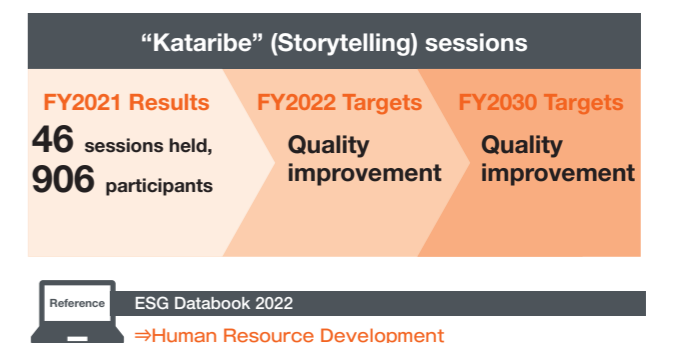 “Kataribe” (Storytelling) sessions
FY2021 Results
46 sessions held,
906 participants
FY2022 Targets
Quality
improvement
FY2030 Targets
Quality
improvement
Reference
ESG Databook 2022
⇒Human Resource Development